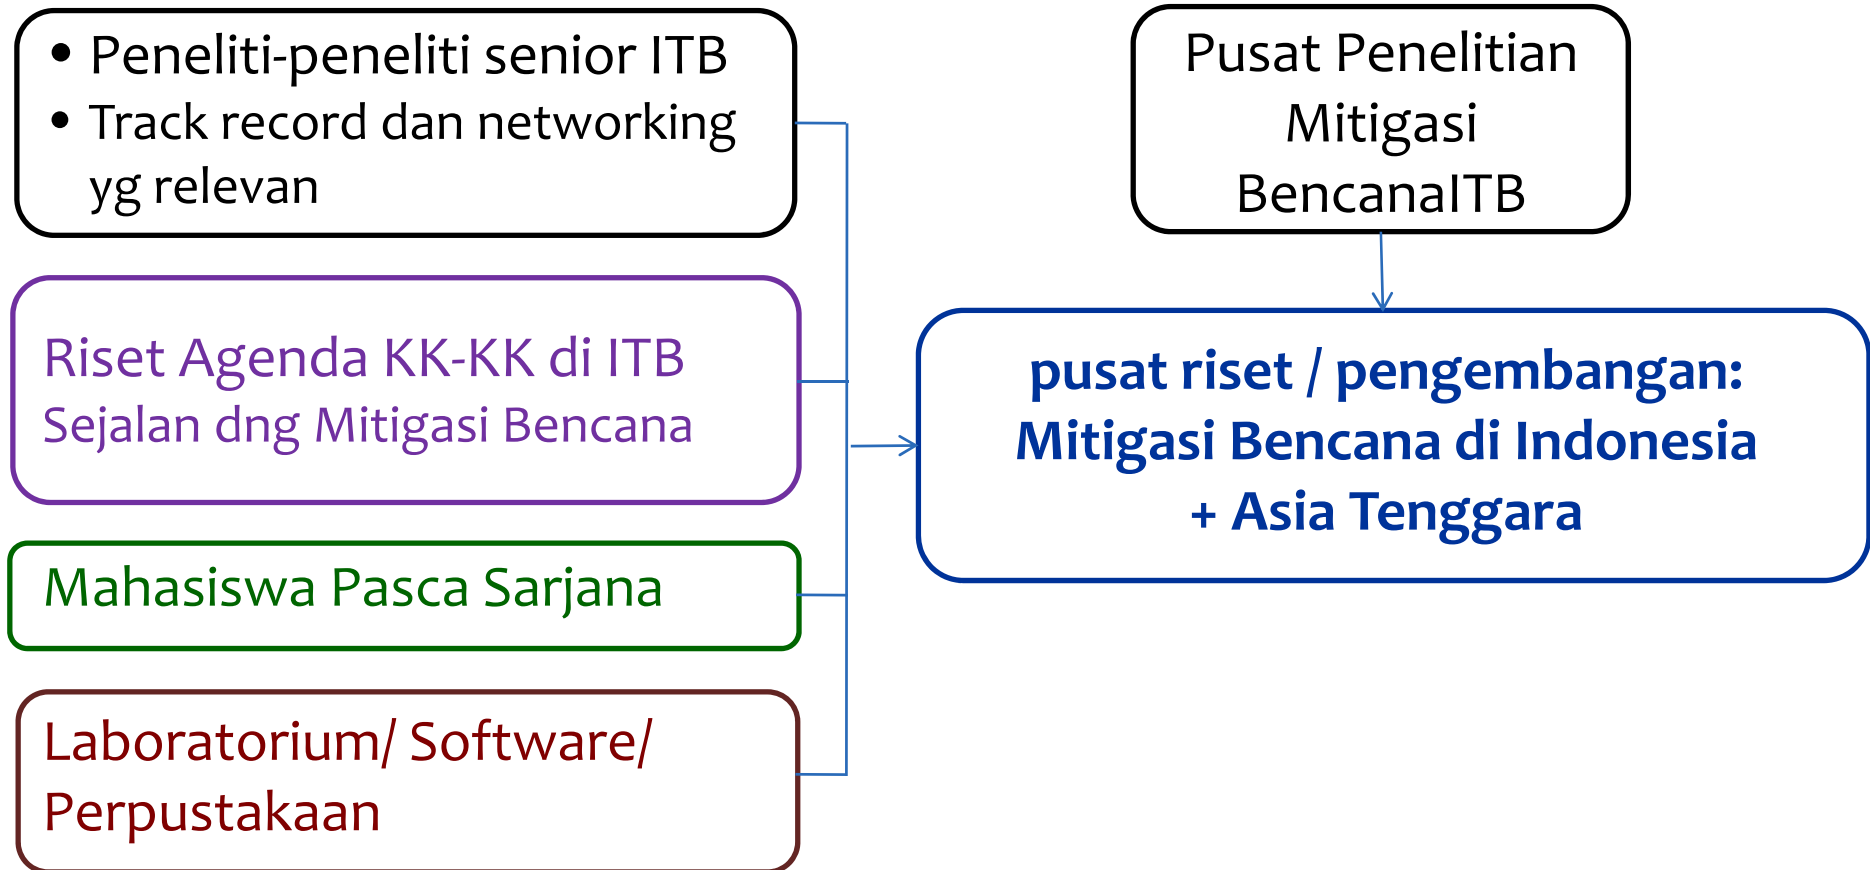 • Peneliti-peneliti senior ITB
• Track record dan networking
yg relevan
Riset Agenda KK-KK di ITB
Sejalan dng Mitigasi Bencana
Mahasiswa Pasca Sarjana
Laboratorium/ Software/
Perpustakaan
Pusat Penelitian
Mitigasi
BencanaITB
pusat riset / pengembangan:
Mitigasi Bencana di Indonesia
+ Asia Tenggara